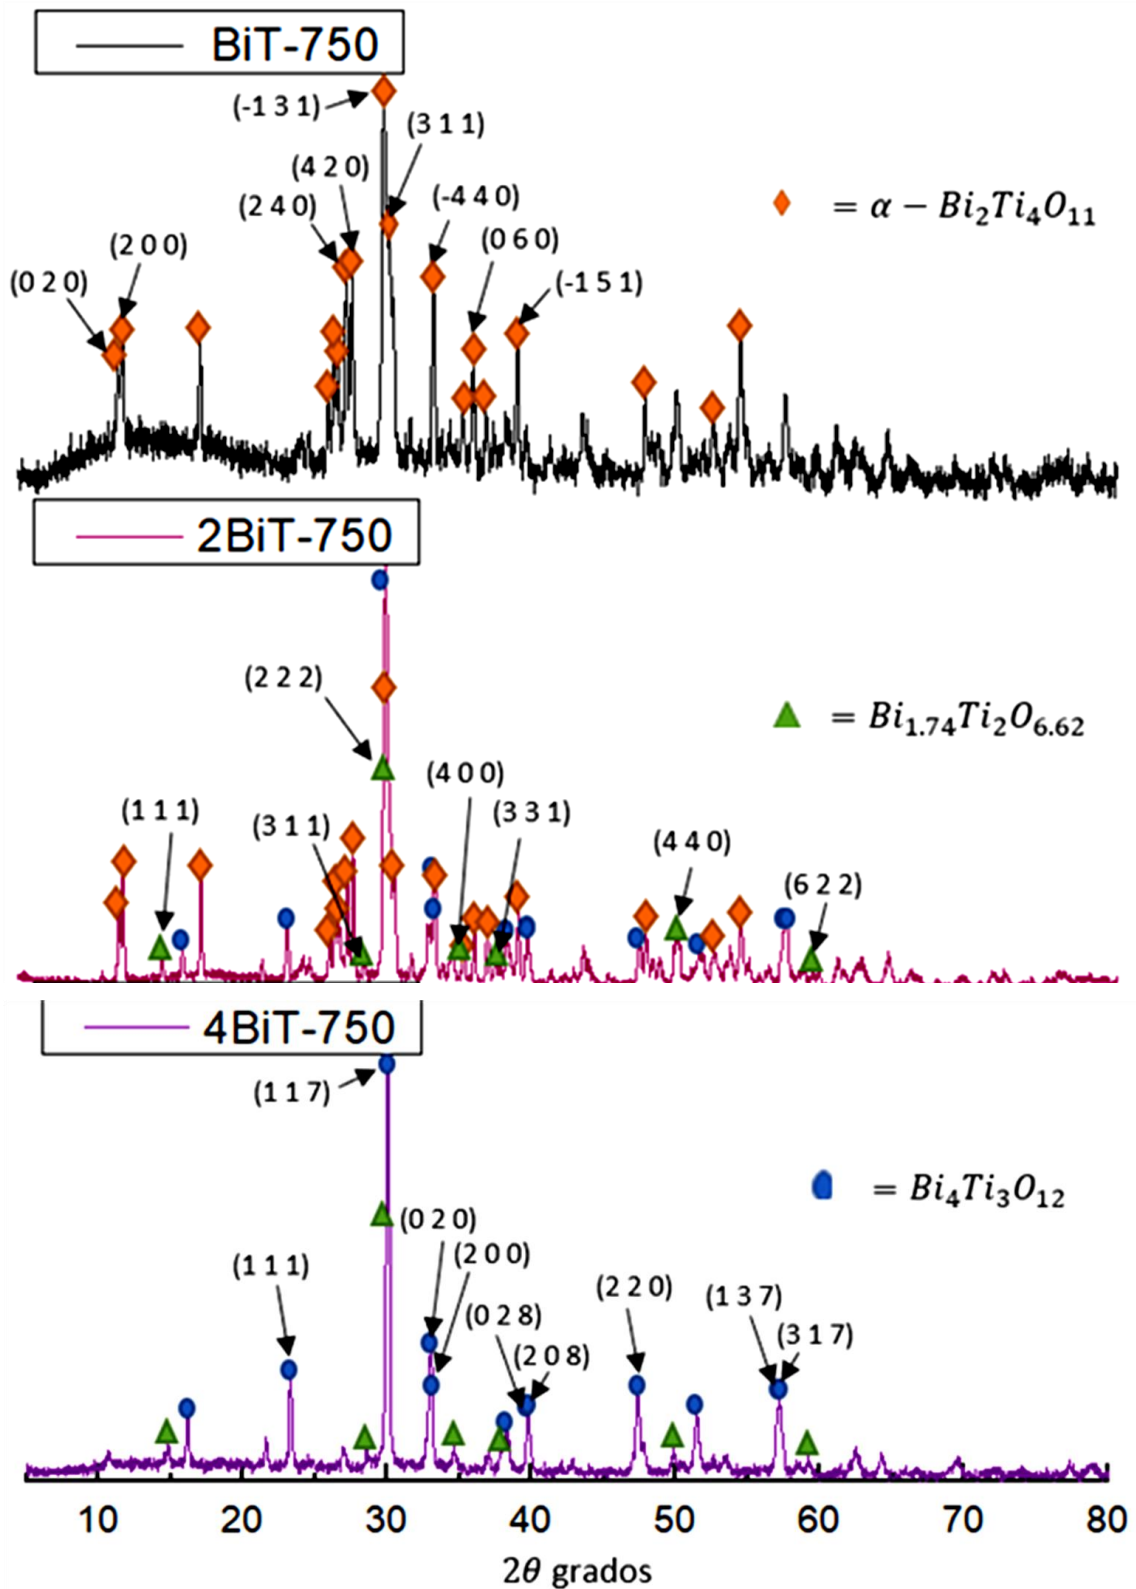 BiT-750
(-1 3 1)
(3 1 1)
(4 2 0)
(-4 4 0)
(2 4 0)
= α − Bi₂Ti₄O₁₁
(2 0 0)
(0 6 0)
(0 2 0)
(-1 5 1)
2BiT-750
(2 2 2)
= Bi₁.₇₄Ti₂O₆.₆₂
(4 0 0)
(1 1 1)
(3 1 1)
(3 3 1)
(4 4 0)
(6 2 2)
4BiT-750
(1 1 7)
= Bi₄Ti₃O₁₂
(0 2 0)
(2 0 0)
(1 1 1)
(2 2 0)
(1 3 7)
(0 2 8)
(3 1 7)
(2 0 8)
10 20 30 40 50 60 70 80
2θ grados